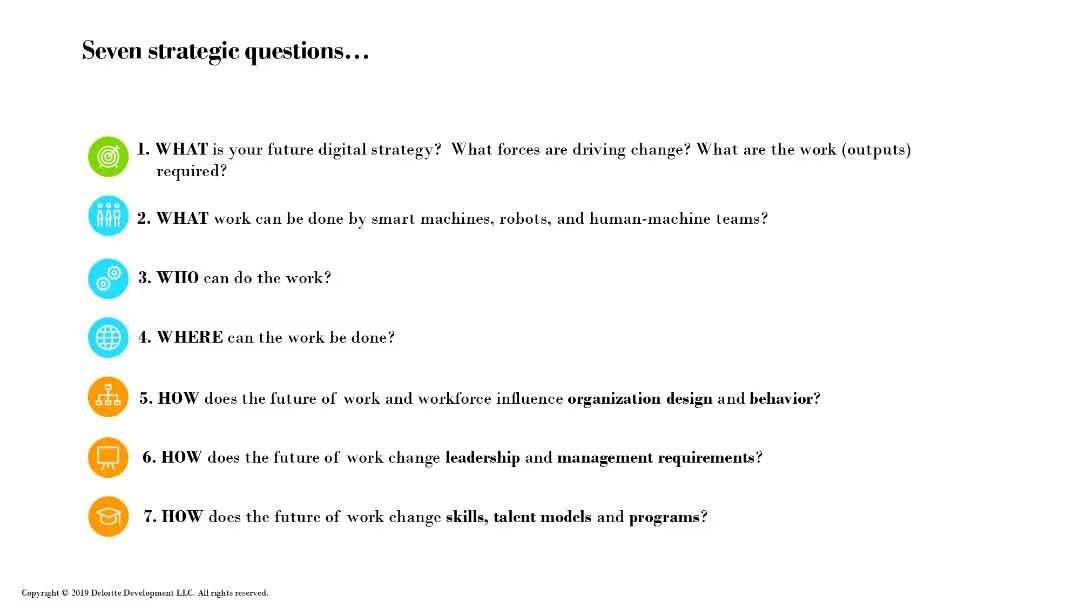 Seven strategic questions…
1. WHAT is your future digital strategy?  What forces are driving change? What are the work (outputs)
required?
2. WHAT work can be done by smart machines, robots, and human-machine teams?
3. WHO can do the work?
4. WHERE can the work be done?
5. HOW does the future of work and workforce influence organization design and behavior?
6. HOW does the future of work change leadership and management requirements?
7. HOW does the future of work change skills, talent models and programs?
Copyright © 2019 Deloitte Development LLC. All rights reserved.